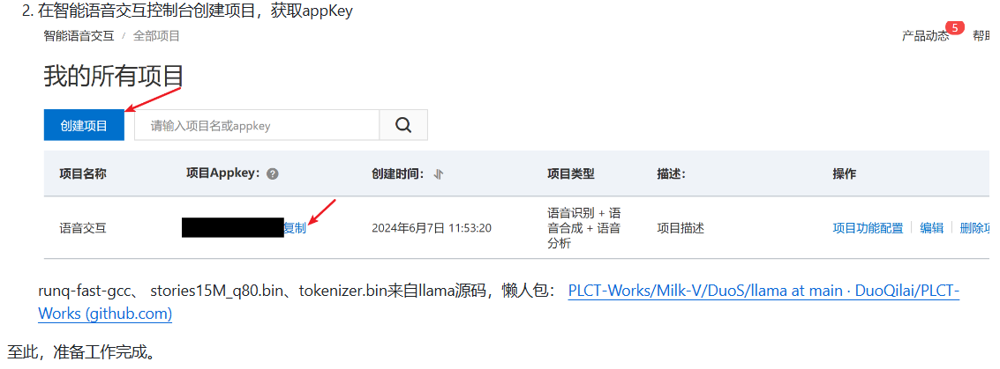 2. 在智能语音交互控制台创建项目，获取appKey
智能语音交互 / 全部项目
产品动态 5 帮助
我的所有项目
创建项目 请输入项目名或appkey
项目名称 项目Appkey： ? 创建时间： 项目类型 描述： 操作
语音交互 复制 2024年6月7日 11:53:20 语音识别 + 语音合成 + 语音分析 项目描述 项目功能配置 编辑 删除项
runq-fast-gcc、 stories15M_q80.bin、tokenizer.bin来自llama源码，懒人包： PLCT-Works/Milk-V/DuoS/llama at main · DuoQilai/PLCT-
Works (github.com)
至此，准备工作完成。